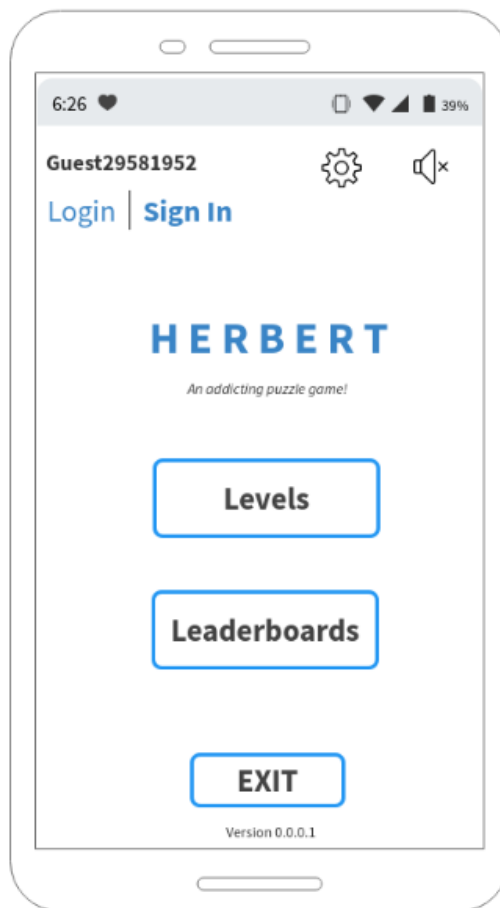 6:26 39%
Guest29581952
Login Sign In
HERBERT
An addicting puzzle game!
Levels
Leaderboards
EXIT
Version 0.0.0.1